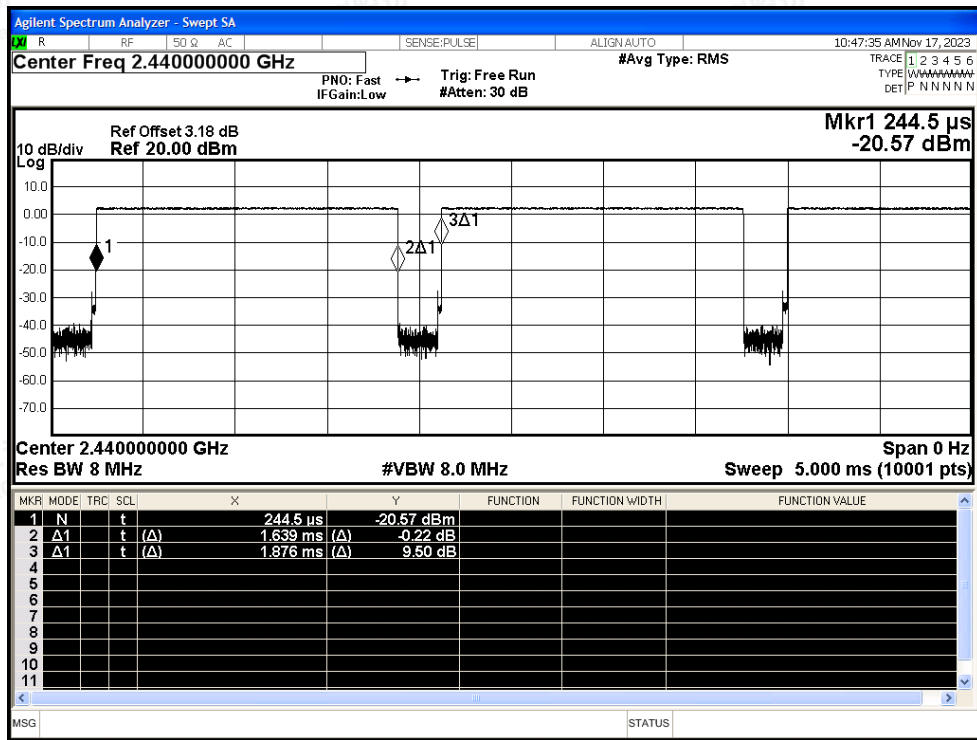 Agilent Spectrum Analyzer - Swept SA
LXI R RF 50 Ω AC SENSE:PULSE ALIGN AUTO 10:47:35 AM Nov 17, 2023
Center Freq 2.440000000 GHz #Avg Type: RMS TRACE 1 2 3 4 5 6
PNO: Fast Trig: Free Run TYPE WWWWWW
IFGain:Low #Atten: 30 dB DET P N N N N N
Mkr1 244.5 µs
Ref Offset 3.18 dB
10 dB/div Ref 20.00 dBm -20.57 dBm
Log
10.0
0.00
3Δ1
-10.0
1
2Δ1
-20.0
-30.0
-40.0
-50.0
-60.0
-70.0
Center 2.440000000 GHz Span 0 Hz
Res BW 8 MHz #VBW 8.0 MHz Sweep 5.000 ms (10001 pts)
MKR MODE TRC SCL X Y FUNCTION FUNCTION WIDTH FUNCTION VALUE
1 N t 244.5 µs -20.57 dBm
2 Δ1 t (Δ) 1.639 ms (Δ) -0.22 dB
3 Δ1 t (Δ) 1.876 ms (Δ) 9.50 dB
4
5
6
7
8
9
10
11
MSG STATUS